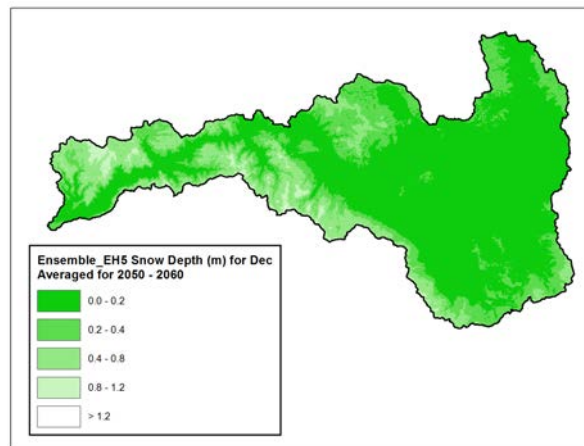 Ensemble_EH5 Snow Depth (m) for Dec
Averaged for 2050 - 2060
0.0 - 0.2
0.2 - 0.4
0.4 - 0.8
0.8 - 1.2
> 1.2